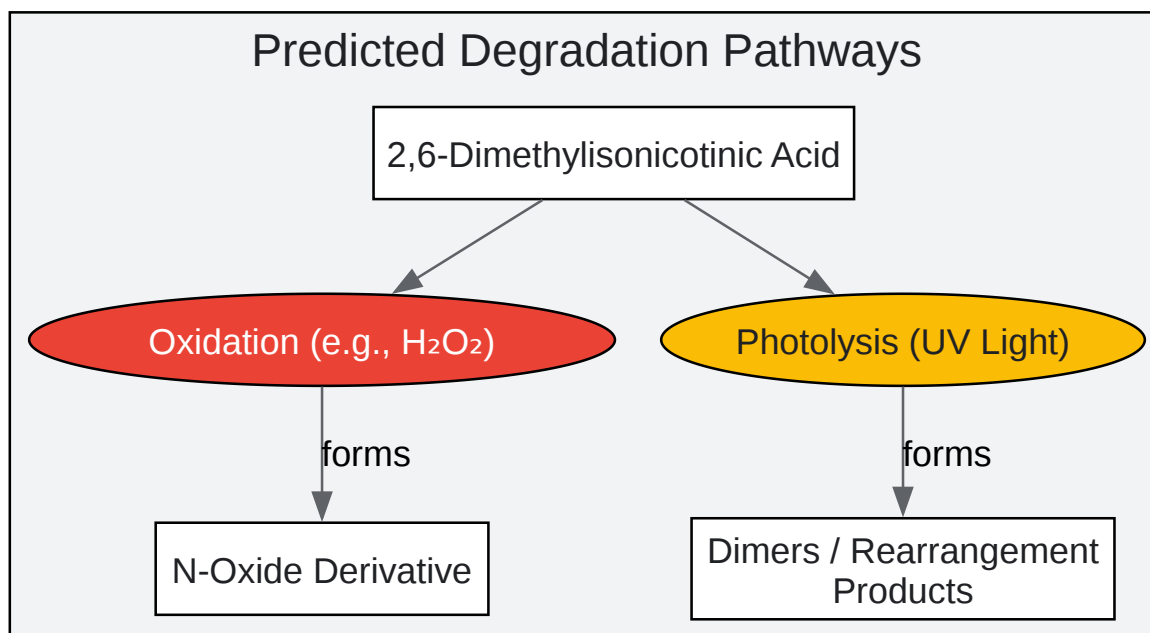 Predicted Degradation Pathways
2,6-Dimethylisonicotinic Acid
Oxidation (e.g., H₂O₂)
Photolysis (UV Light)
forms
forms
N-Oxide Derivative
Dimers / Rearrangement
Products